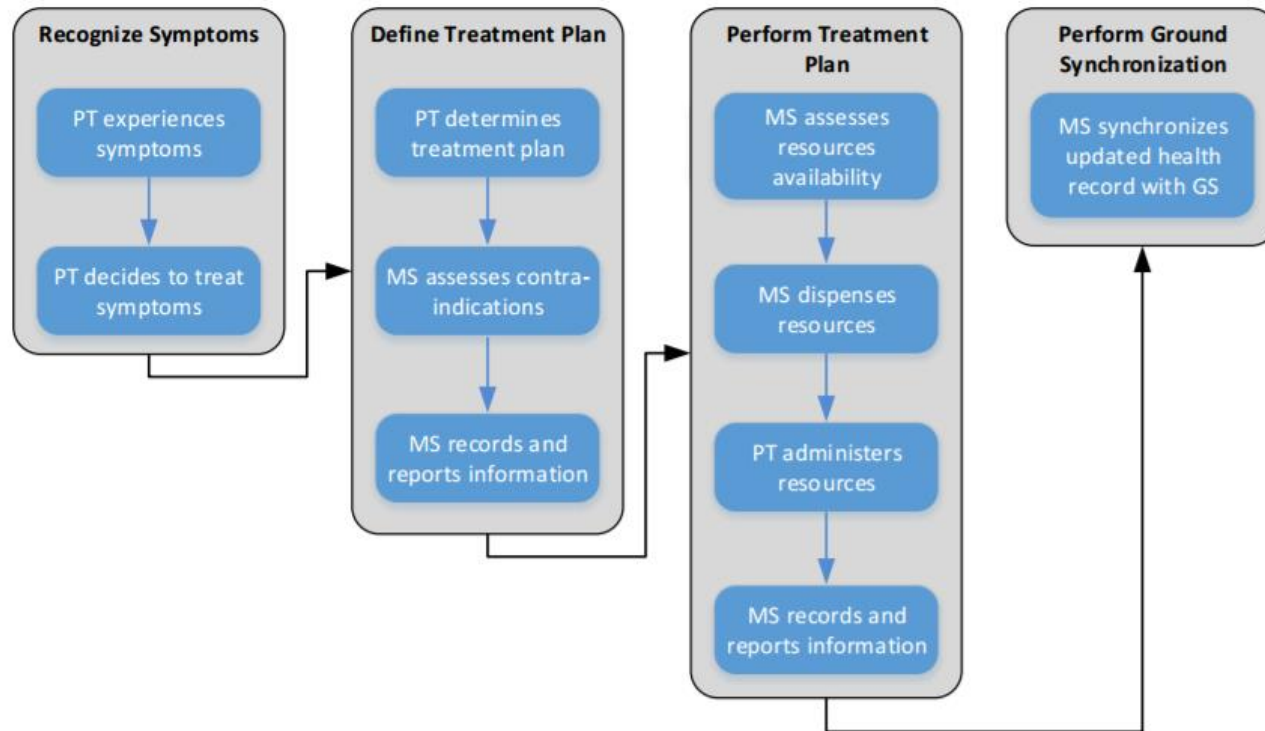 Recognize Symptoms
PT experiences
symptoms
PT decides to treat
symptoms
Define Treatment Plan
PT determines
treatment plan
MS assesses contra-
indications
MS records and
reports information
Perform Treatment
Plan
MS assesses
resources
availability
MS dispenses
resources
PT administers
resources
MS records and
reports information
Perform Ground
Synchronization
MS synchronizes
updated health
record with GS